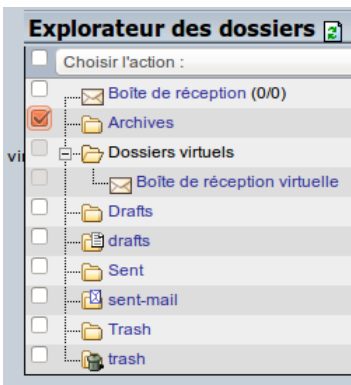 Explorateur des dossiers
Choisir l'action :
Boîte de réception (0/0)
Archives
vi
Dossiers virtuels
Boîte de réception virtuelle
Drafts
drafts
Sent
sent-mail
Trash
trash